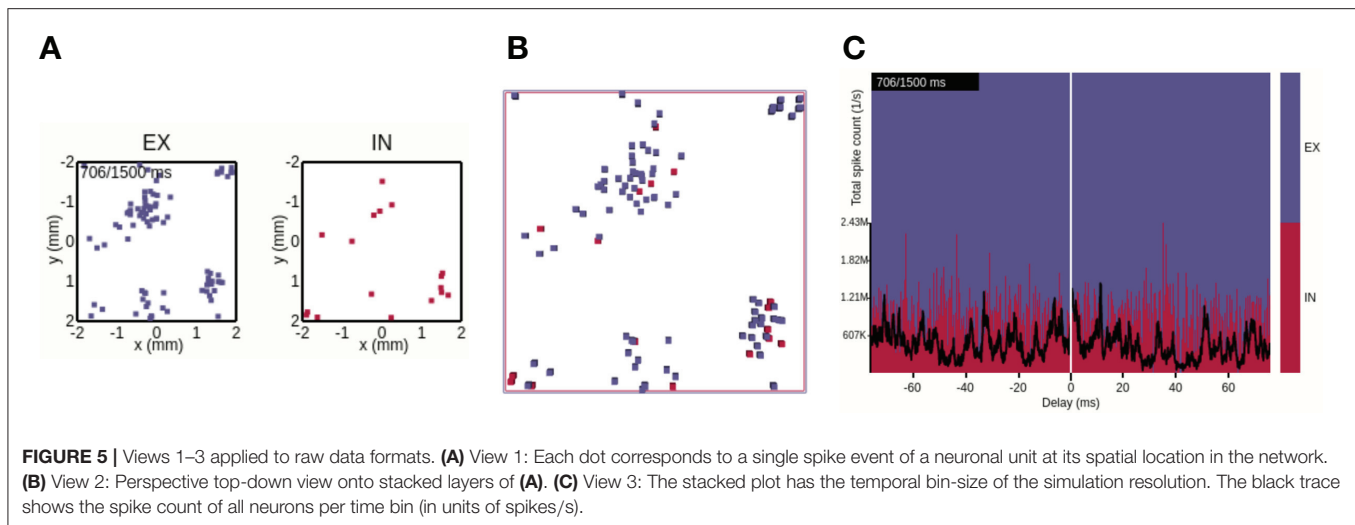 A
B
C
EX
IN
706/1500 ms
-2
-1
0
1
2
y (mm)
-2 -1 0 1 2
x (mm)
-2
-1
0
1
2
y (mm)
-2 -1 0 1 2
x (mm)
706/1500 ms
Total spike count (1/s)
2.43M
1.82M
1.21M
607K
-60 -40 -20 0 20 40 60
Delay (ms)
EX
IN
FIGURE 5 | Views 1–3 applied to raw data formats. (A) View 1: Each dot corresponds to a single spike event of a neuronal unit at its spatial location in the network.
(B) View 2: Perspective top-down view onto stacked layers of (A). (C) View 3: The stacked plot has the temporal bin-size of the simulation resolution. The black trace
shows the spike count of all neurons per time bin (in units of spikes/s).